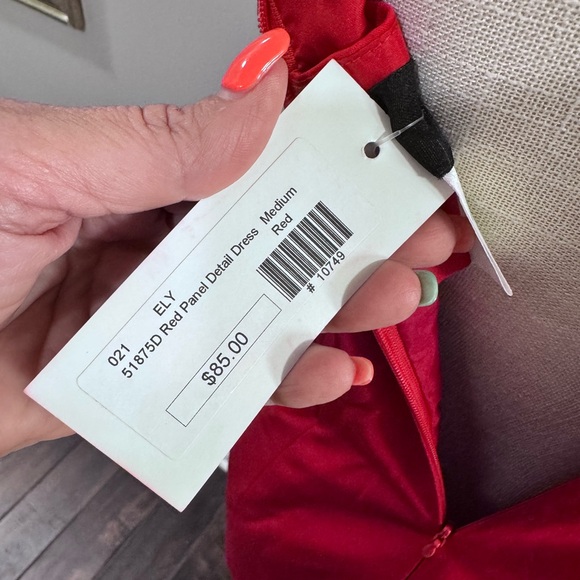 021 ELY
51875D Red Panel Detail Dress Medium
Red
$85.00
# 10749